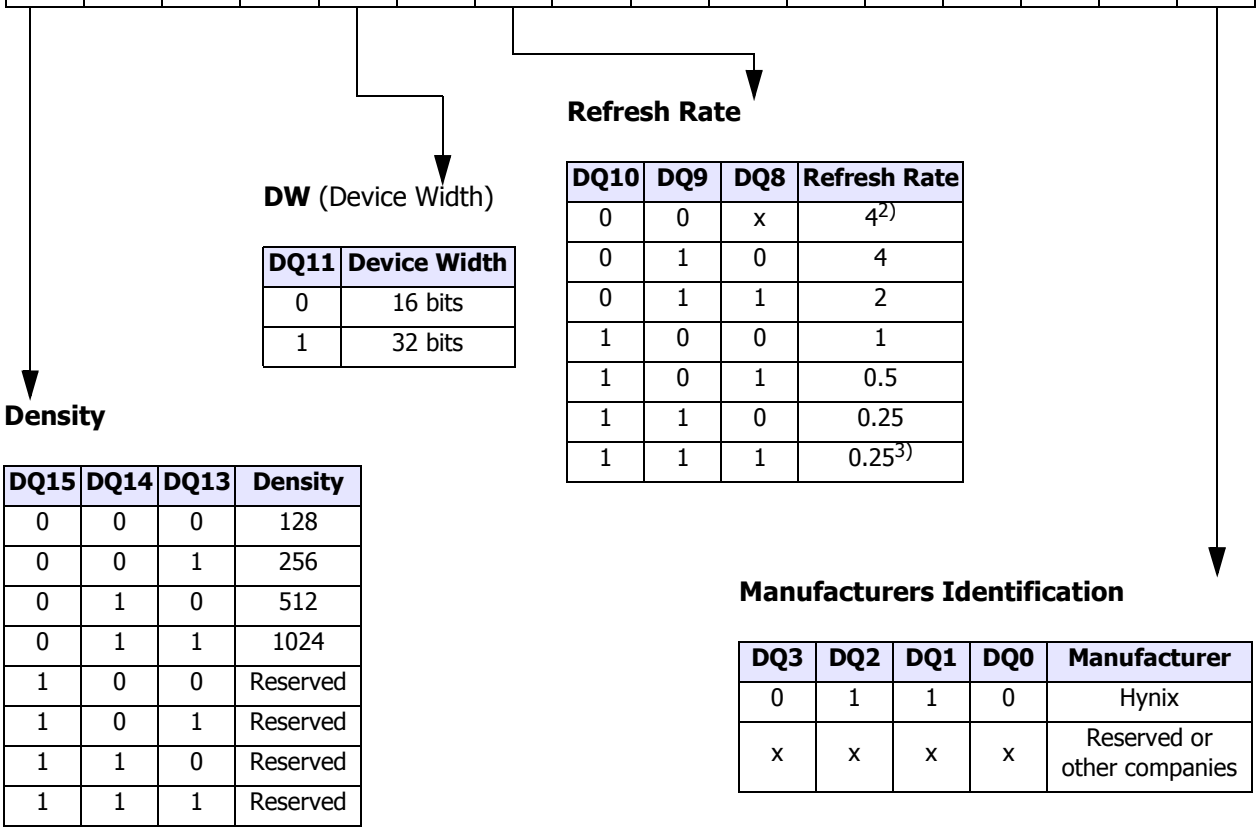 Refresh Rate
DQ10 DQ9 DQ8 Refresh Rate
0 0 x 42)
0 1 0 4
0 1 1 2
1 0 0 1
1 0 1 0.5
1 1 0 0.25
1 1 1 0.253)
DW (Device Width)
DQ11 Device Width
0 16 bits
1 32 bits
Density
DQ15 DQ14 DQ13 Density
0 0 0 128
0 0 1 256
0 1 0 512
0 1 1 1024
1 0 0 Reserved
1 0 1 Reserved
1 1 0 Reserved
1 1 1 Reserved
Manufacturers Identification
DQ3 DQ2 DQ1 DQ0 Manufacturer
0 1 1 0 Hynix
x x x x Reserved or
other companies